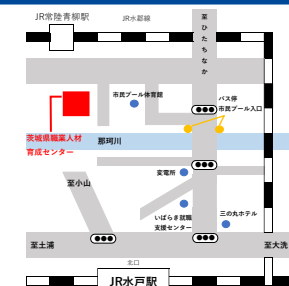 JR常陸青柳駅
JR水郡線
至ひたちなか
市民プール体育館
バス停
市民プール入口
茨城県職業人材
育成センター
那珂川
変電所
至小山
いばらき就職
支援センター
三の丸ホテル
至土浦
至大洗
北口
JR水戸駅